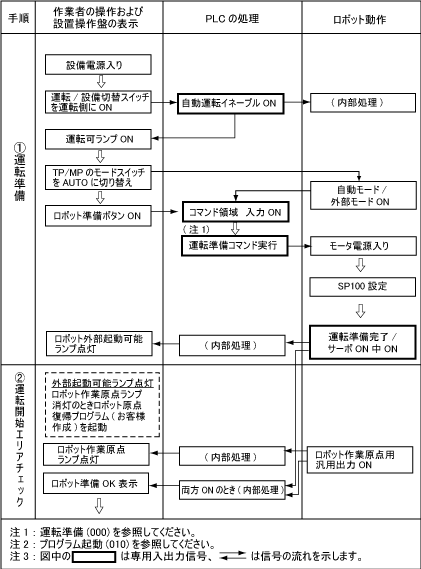 手順
作業者の操作および
設置操作盤の表示
PLCの処理
ロボット動作
①運転準備
設備電源入り
運転/設備切替スイッチ
を運転側にON
自動運転イネーブル ON
(内部処理)
運転可ランプ ON
TP/MPのモードスイッチ
をAUTOに切り替え
自動モード/
外部モード ON
ロボット準備ボタン ON
コマンド領域 入力 ON
(注1)
運転準備コマンド実行
モータ電源入り
SP100 設定
運転準備完了/
サーボ ON 中 ON
(内部処理)
ロボット外部起動可能
ランプ点灯
②運転開始エリアチェック
外部起動可能ランプ点灯
ロボット作業原点ランプ
消灯のときロボット原点
復帰プログラム(お客様
作成)を起動
ロボット作業原点
ランプ点灯
(内部処理)
ロボット作業原点用
汎用出力 ON
ロボット準備 OK 表示
両方 ON のとき(内部処理)
注1:運転準備(000)を参照してください。
注2:プログラム起動(010)を参照してください。
注3:図中の は専用入出力信号、 は信号の流れを示します。